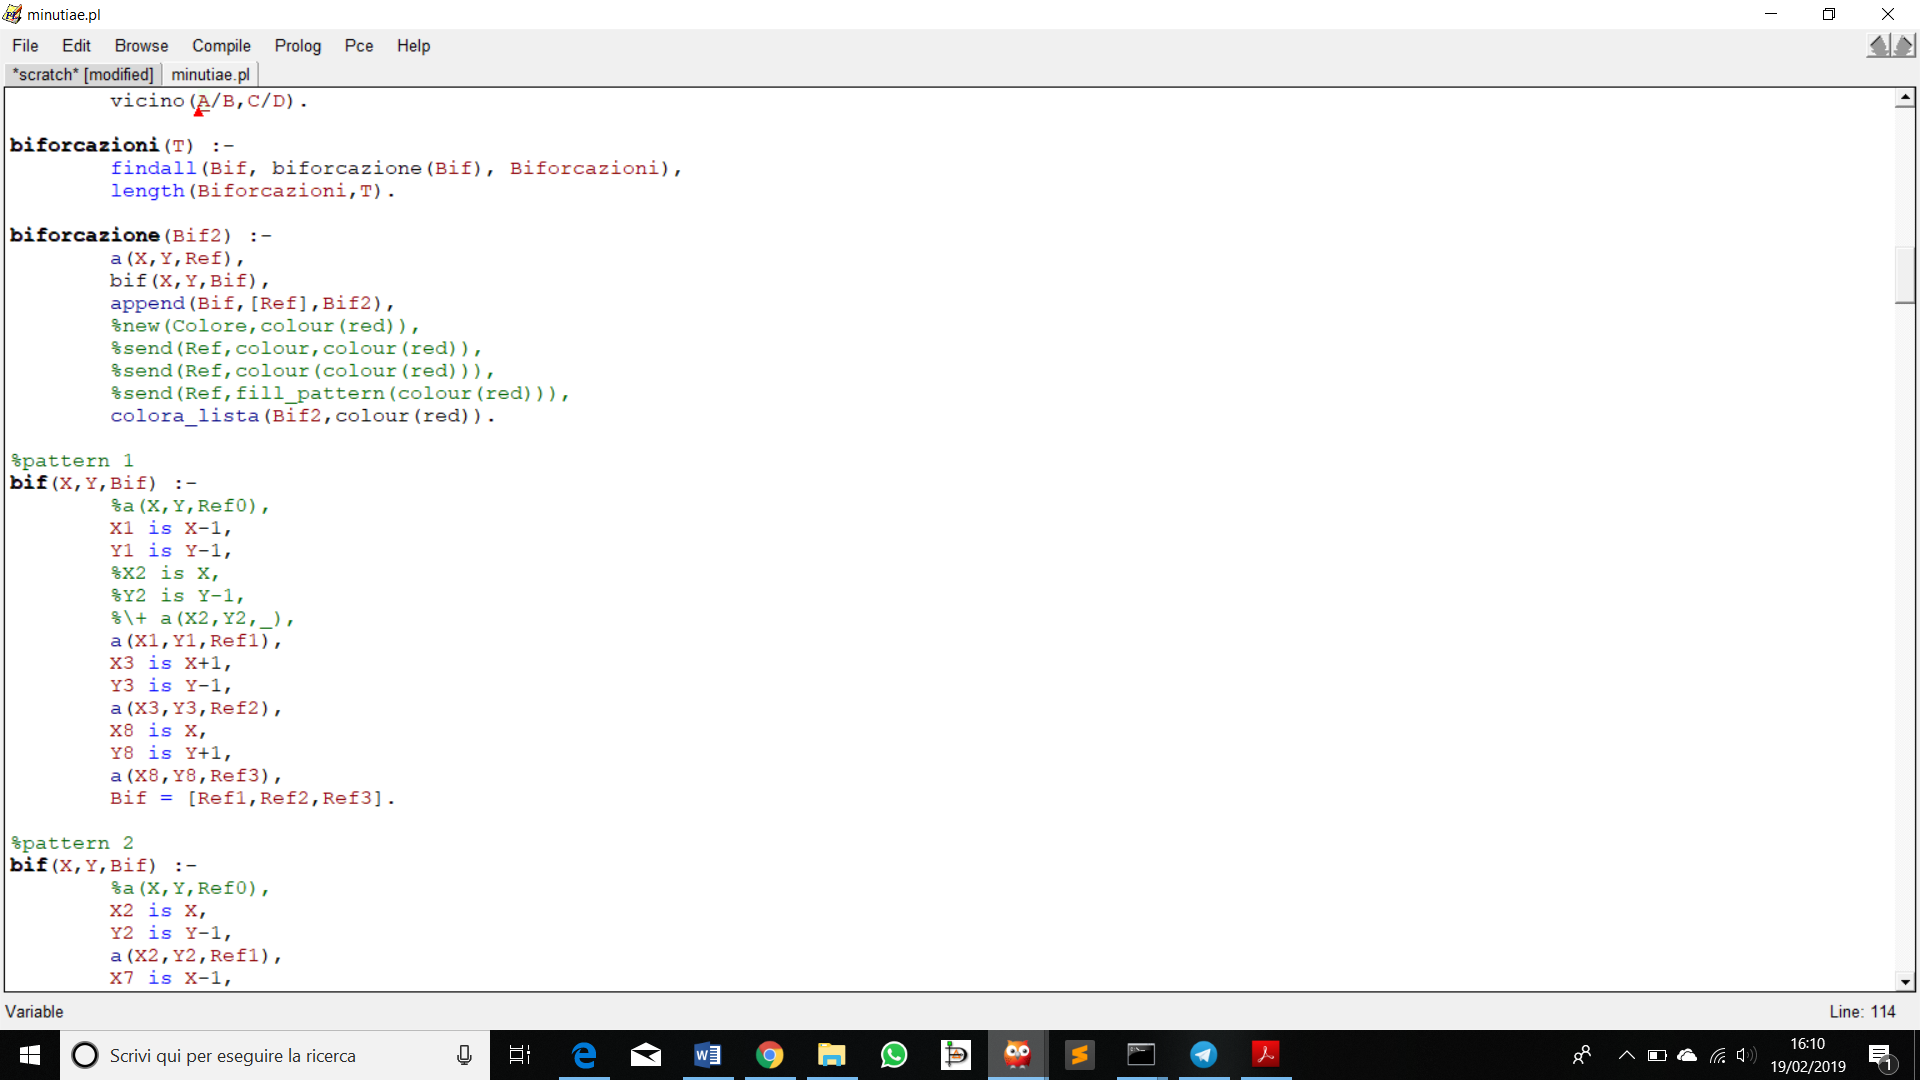 minutiae.pl
File Edit Browse Compile Prolog Pce Help
*scratch* [modified] minutiae.pl
vicino(A/B,C/D).
biforcazioni(T) :-
findall(Bif, biforcazione(Bif), Biforcazioni),
length(Biforcazioni,T).
biforcazione(Bif2) :-
a(X,Y,Ref),
bif(X,Y,Bif),
append(Bif,[Ref],Bif2),
%new(Colore,colour(red)),
%send(Ref,colour,colour(red)),
%send(Ref,colour(colour(red))),
%send(Ref,fill_pattern(colour(red))),
colora_lista(Bif2,colour(red)).
%pattern 1
bif(X,Y,Bif) :-
%a(X,Y,Ref0),
X1 is X-1,
Y1 is Y-1,
%X2 is X,
%Y2 is Y-1,
%\+ a(X2,Y2,_),
a(X1,Y1,Ref1),
X3 is X+1,
Y3 is Y-1,
a(X3,Y3,Ref2),
X8 is X,
Y8 is Y+1,
a(X8,Y8,Ref3),
Bif = [Ref1,Ref2,Ref3].
%pattern 2
bif(X,Y,Bif) :-
%a(X,Y,Ref0),
X2 is X,
Y2 is Y-1,
a(X2,Y2,Ref1),
X7 is X-1,
Variable Line: 114
Scrivi qui per eseguire la ricerca
16:10
19/02/2019
1